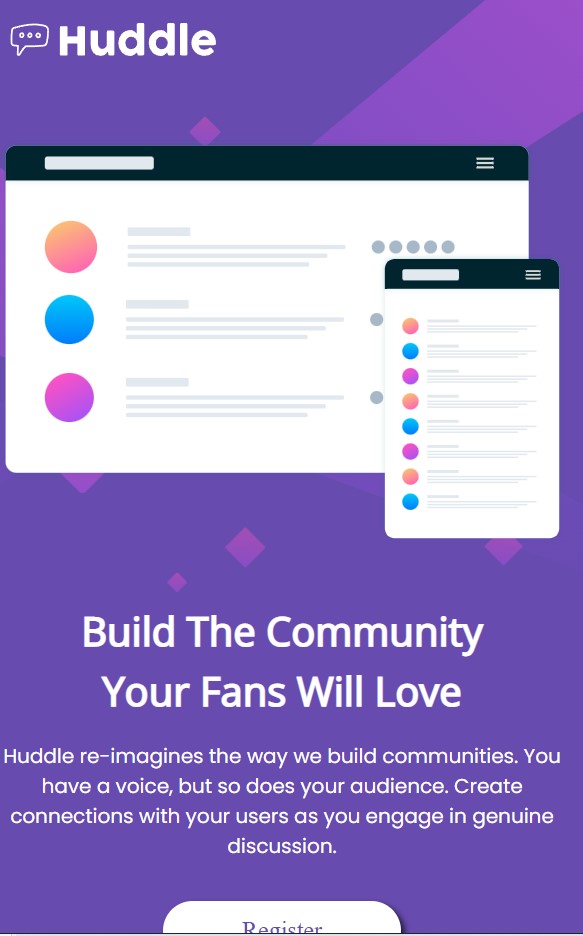 Huddle
Build The Community
Your Fans Will Love
Huddle re-imagines the way we build communities. You
have a voice, but so does your audience. Create
connections with your users as you engage in genuine
discussion.
Register